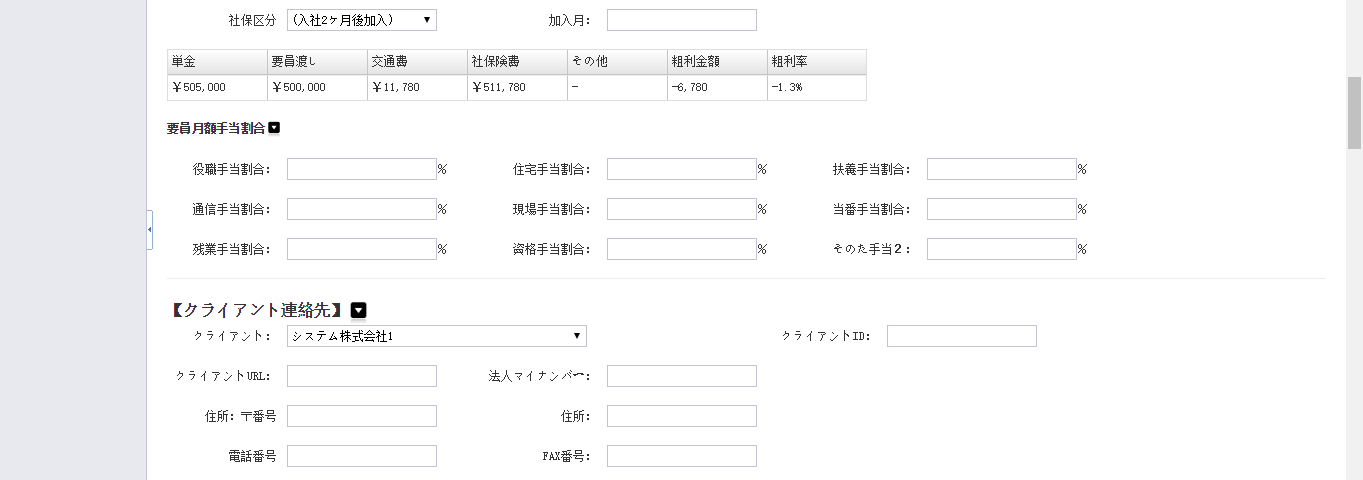 社保区分 (入社2ヶ月後加入) 加入月:
単金 要員渡し 交通費 社保険費 その他 粗利金額 粗利率
￥505,000 ￥500,000 ￥11,780 ￥511,780 - -6,780 -1.3%
要員月額手当割合
役職手当割合: % 住宅手当割合: % 扶養手当割合: %
通信手当割合: % 現場手当割合: % 当番手当割合: %
残業手当割合: % 資格手当割合: % そのた手当２: %
【クライアント連絡先】
クライアント: システム株式会社1 クライアントID:
クライアントURL: 法人マイナンバー:
住所：〒番号 住所:
電話番号 FAX番号: